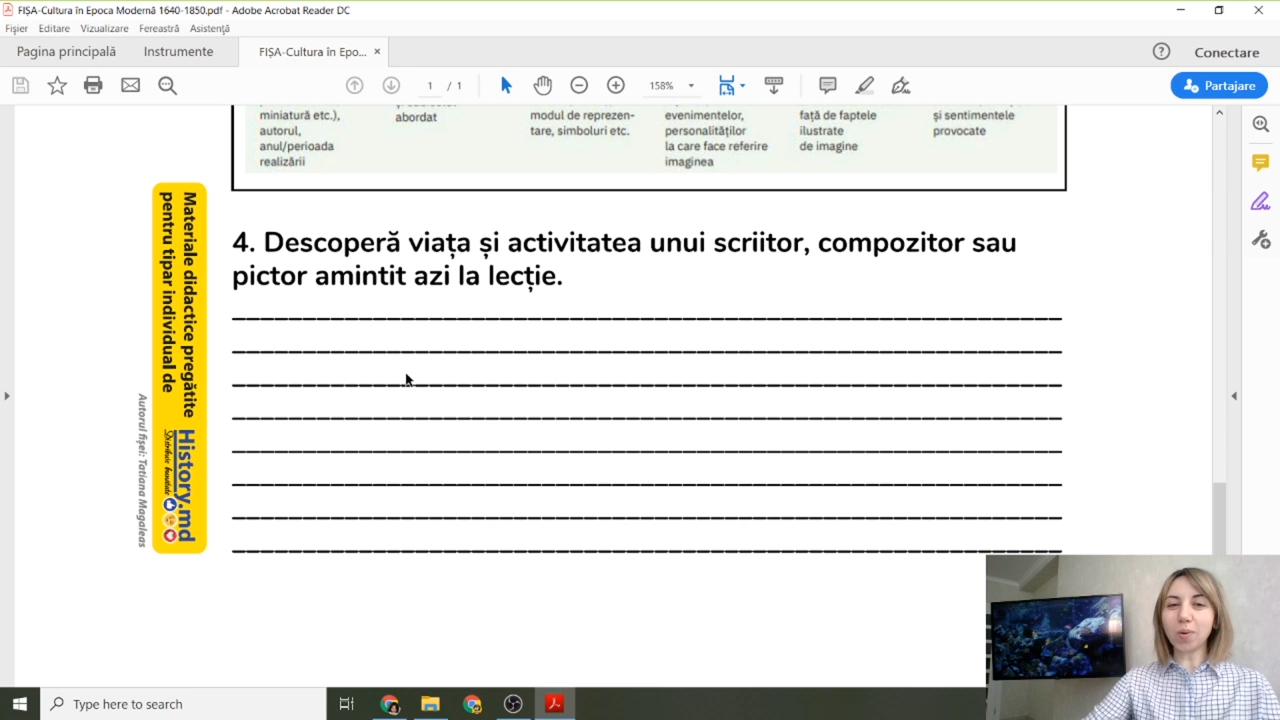 FIȘA-Cultura în Epoca Modernă 1640-1850.pdf - Adobe Acrobat Reader DC
Fișier Editare Vizualizare Fereastră Asistență
Pagina principală Instrumente FIȘA-Cultura în Epo... × Conectare
1 / 1 158% Partajare
miniatură etc.),
autorul,
anul/perioada
realizării
abordat
modul de reprezen-
tare, simboluri etc.
evenimentelor,
personalităților
la care face referire
imaginea
față de faptele
ilustrate
de imagine
și sentimentele
provocate
4. Descoperă viața și activitatea unui scriitor, compozitor sau
pictor amintit azi la lecție.
Materiale didactice pregătite
pentru tipar individual de
History.md
Distribuie bunătate
Autorul fișei: Tatiana Magaleas
Type here to search